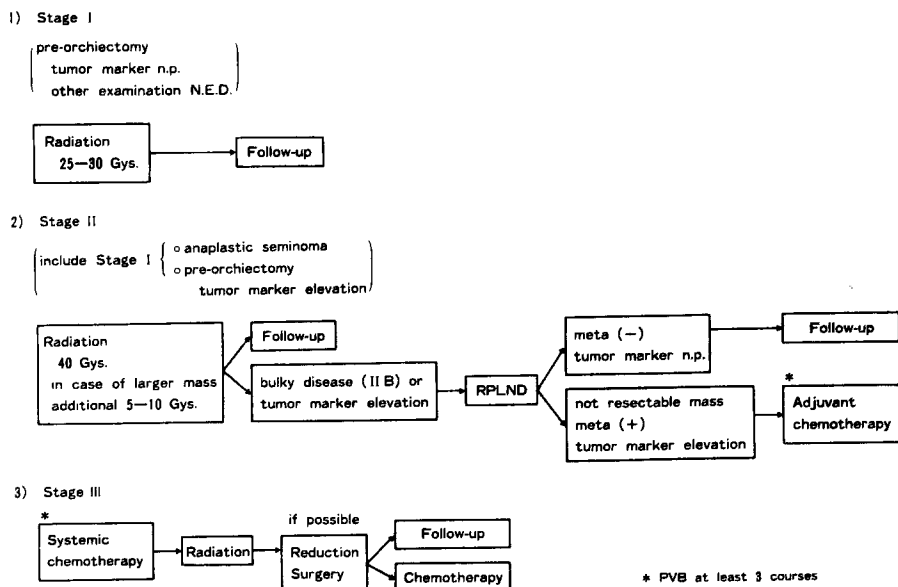 1) Stage I
pre-orchiectomy
tumor marker n.p.
other examination N.E.D.
Radiation
25—30 Gys.
Follow-up
2) Stage II
include Stage I
○ anaplastic seminoma
○ pre-orchiectomy
tumor marker elevation
Radiation
40 Gys.
in case of larger mass
additional 5—10 Gys.
Follow-up
bulky disease (II B) or
tumor marker elevation
RPLND
meta (—)
tumor marker n.p.
Follow-up
not resectable mass
meta (+)
tumor marker elevation
*
Adjuvant
chemotherapy
3) Stage III
*
Systemic
chemotherapy
Radiation
if possible
Reduction
Surgery
Follow-up
Chemotherapy
* PVB at least 3 courses